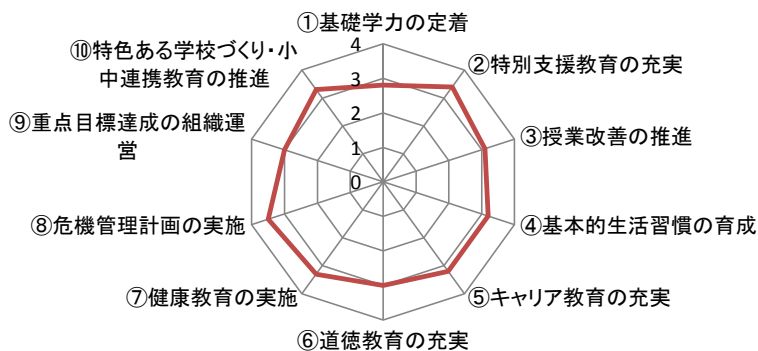 ①基礎学力の定着
②特別支援教育の充実
③授業改善の推進
④基本的生活習慣の育成
⑤キャリア教育の充実
⑥道徳教育の充実
⑦健康教育の実施
⑧危機管理計画の実施
⑨重点目標達成の組織運
営
⑩特色ある学校づくり・小
中連携教育の推進
4
3
2
1
0